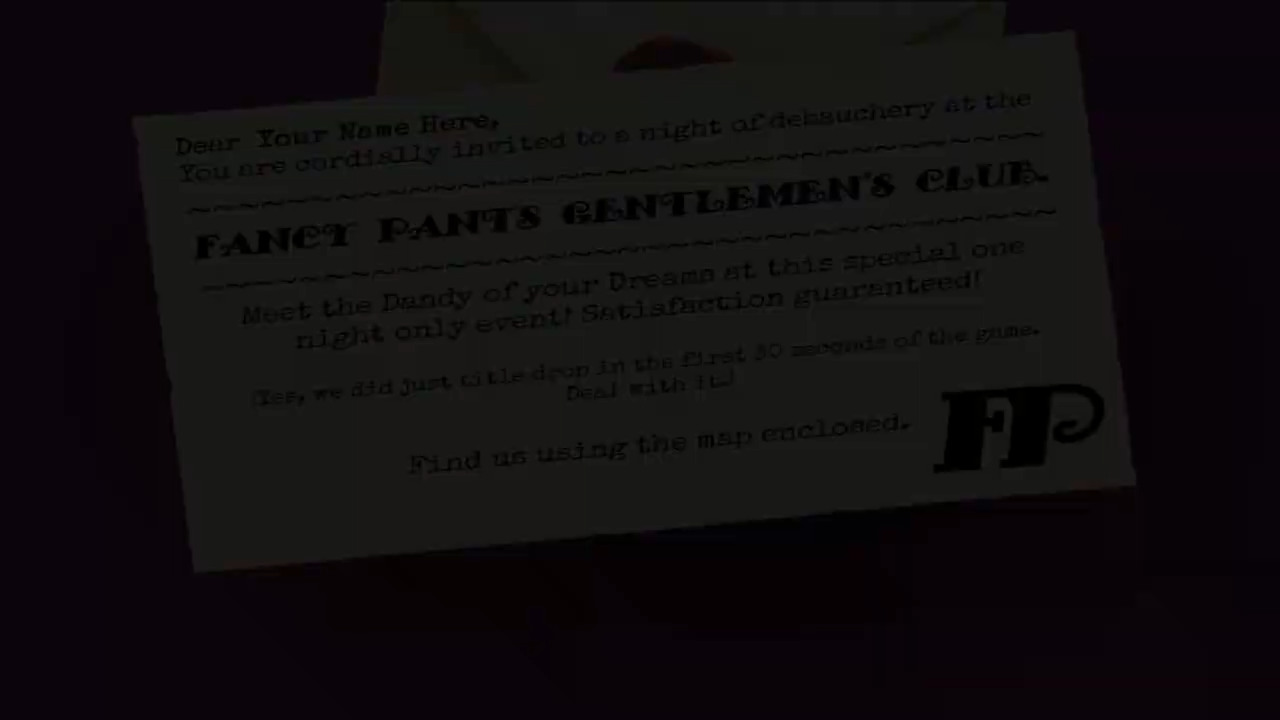 Dear Your Name Here,
You are cordially invited to a night of debauchery at the
~~~~~~~~~~~~~~~~~~~~~~~~~~~~~~
FANCY PANTS GENTLEMEN'S CLUB.
~~~~~~~~~~~~~~~~~~~~~~~~~~~~~~
Meet the Dandy of your Dreams at this special one
night only event! Satisfaction guaranteed!
(Yes, we did just title drop in the first 30 seconds of the game.
Deal with it.)
Find us using the map enclosed.
FP